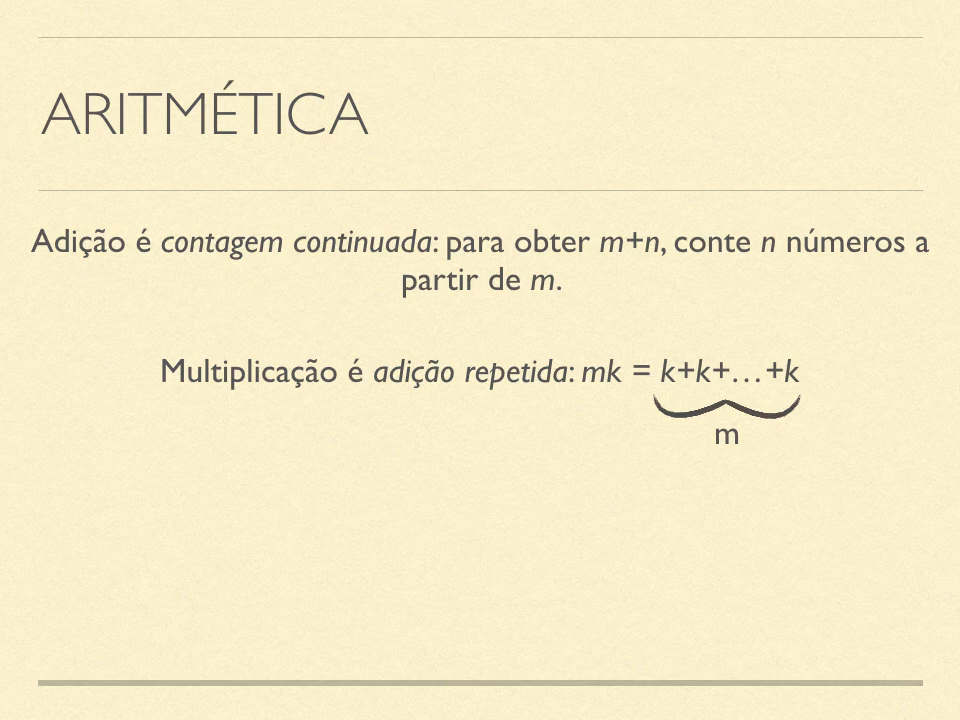 ARITMÉTICA
Adição é contagem continuada: para obter m+n, conte n números a
partir de m.
Multiplicação é adição repetida: mk = k+k+…+k
m